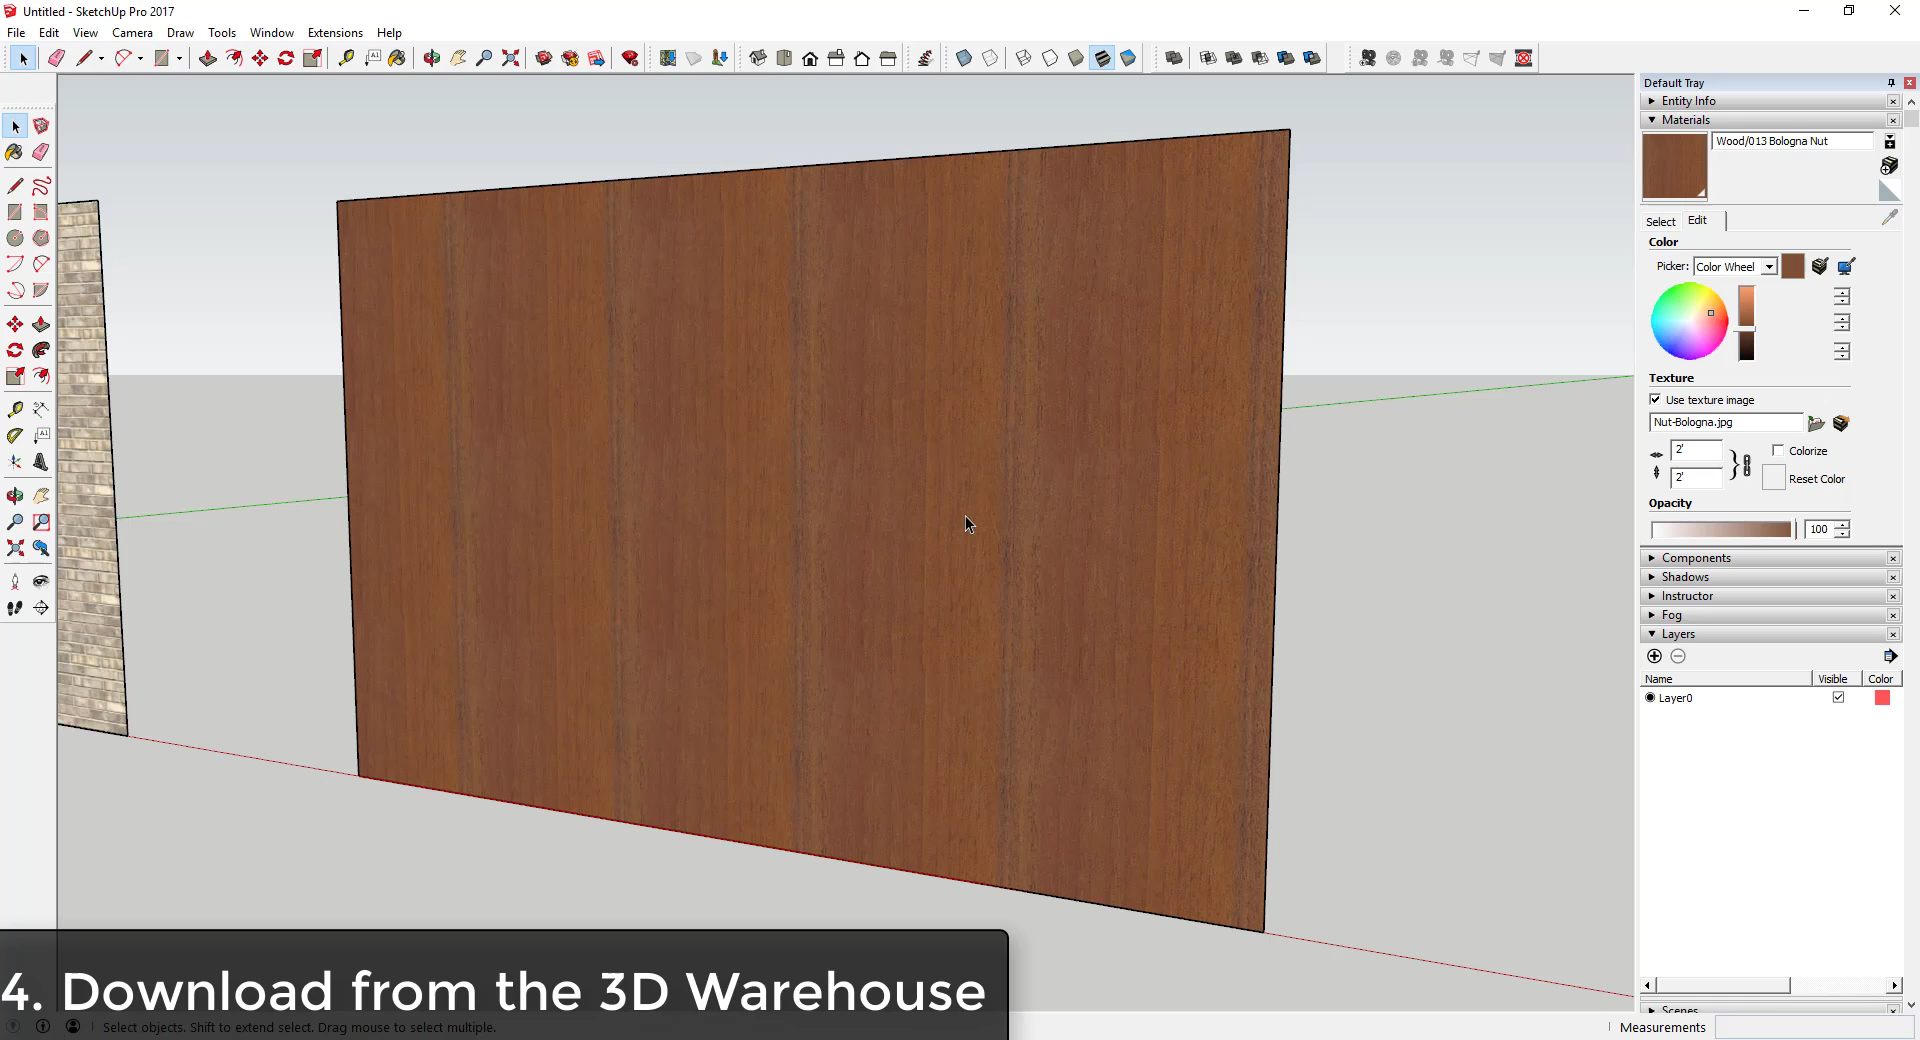 Untitled - SketchUp Pro 2017
File Edit View Camera Draw Tools Window Extensions Help
Default Tray
Entity Info
Materials
Wood/013 Bologna Nut
Select Edit
Color
Picker: Color Wheel
Texture
Use texture image
Nut-Bologna.jpg
2' Colorize
2' Reset Color
Opacity
100
Components
Shadows
Instructor
Fog
Layers
Name Visible Color
Layer0
Scenes
4. Download from the 3D Warehouse
Select objects. Shift to extend select. Drag mouse to select multiple.
Measurements